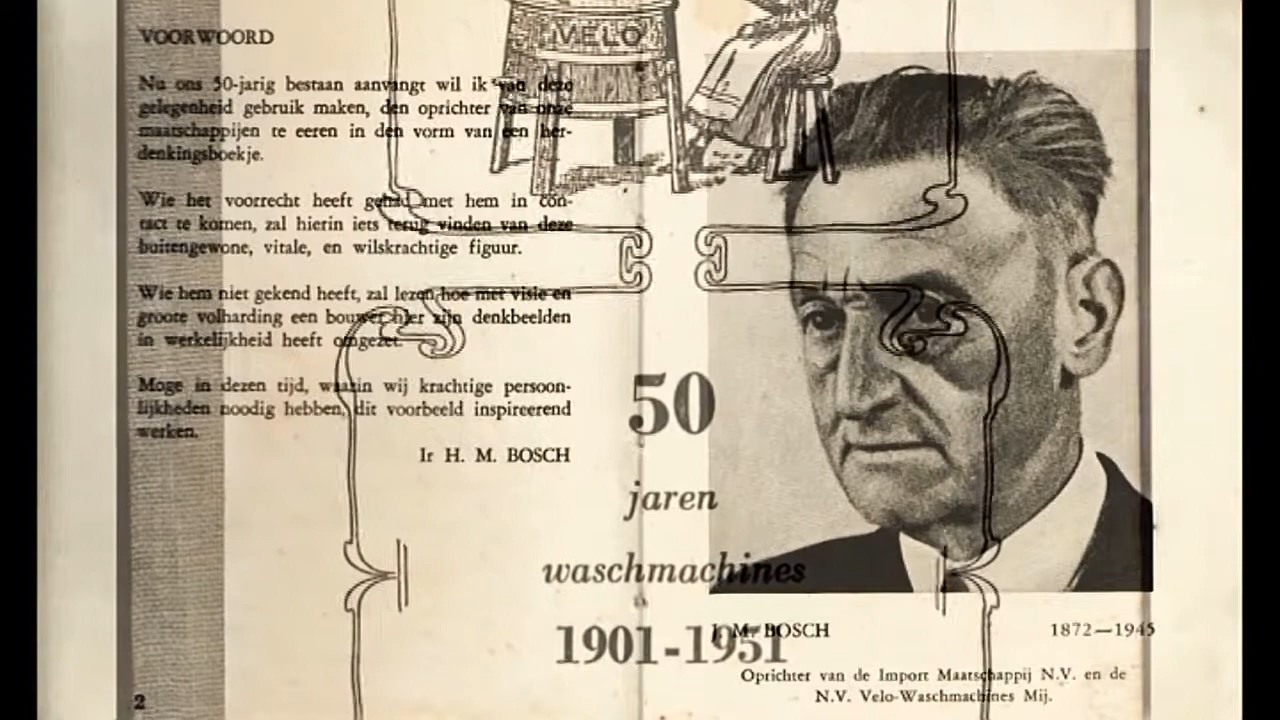 VELO
VOORWOORD
Nu ons 50-jarig bestaan aanvangt wil ik van deze
gelegenheid gebruik maken, den oprichter van onze
maatschappijen te eeren in den vorm van een her-
denkingsboekje.
Wie het voorrecht heeft gehad met hem in con-
tact te komen, zal hierin iets terug vinden van deze
buitengewone, vitale, en wilskrachtige figuur.
Wie hem niet gekend heeft, zal lezen hoe met visie en
groote volharding een bouwer hier zijn denkbeelden
in werkelijkheid heeft omgezet.
Moge in dezen tijd, waarin wij krachtige persoon-
lijkheden noodig hebben, dit voorbeeld inspireerend
werken.
Ir H. M. BOSCH
2
50
jaren
waschmachines
1901-1951
J. M. BOSCH 1872—1945
Oprichter van de Import Maatschappij N.V. en de
N.V. Velo-Waschmachines Mij.